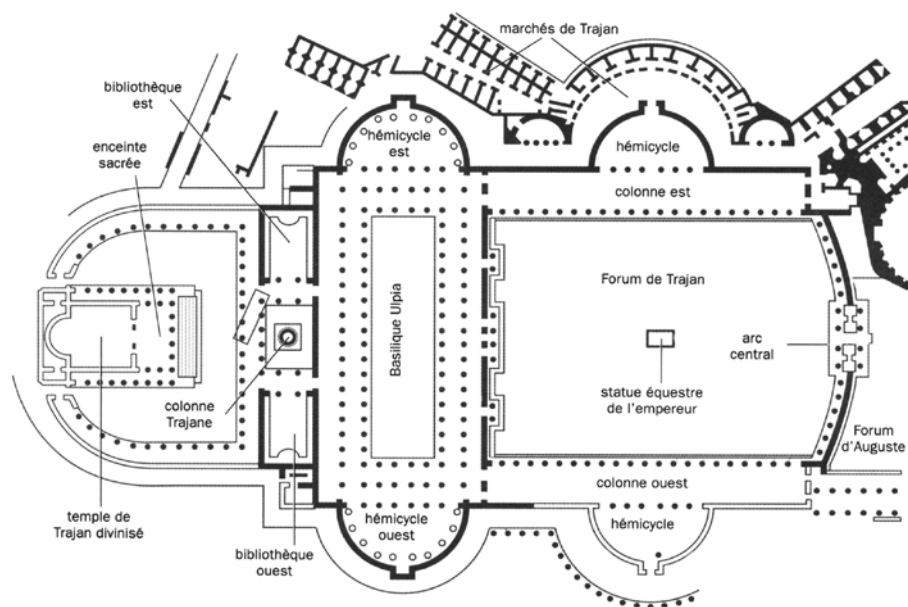 marchés de Trajan
bibliothèque
est
enceinte
sacrée
hémicycle
est
hémicycle
colonne est
Forum de Trajan
Basilique Ulpia
arc
central
statue équestre
de l'empereur
colonne
Trajane
Forum
d'Auguste
colonne ouest
temple de
Trajan divinisé
hémicycle
ouest
hémicycle
bibliothèque
ouest